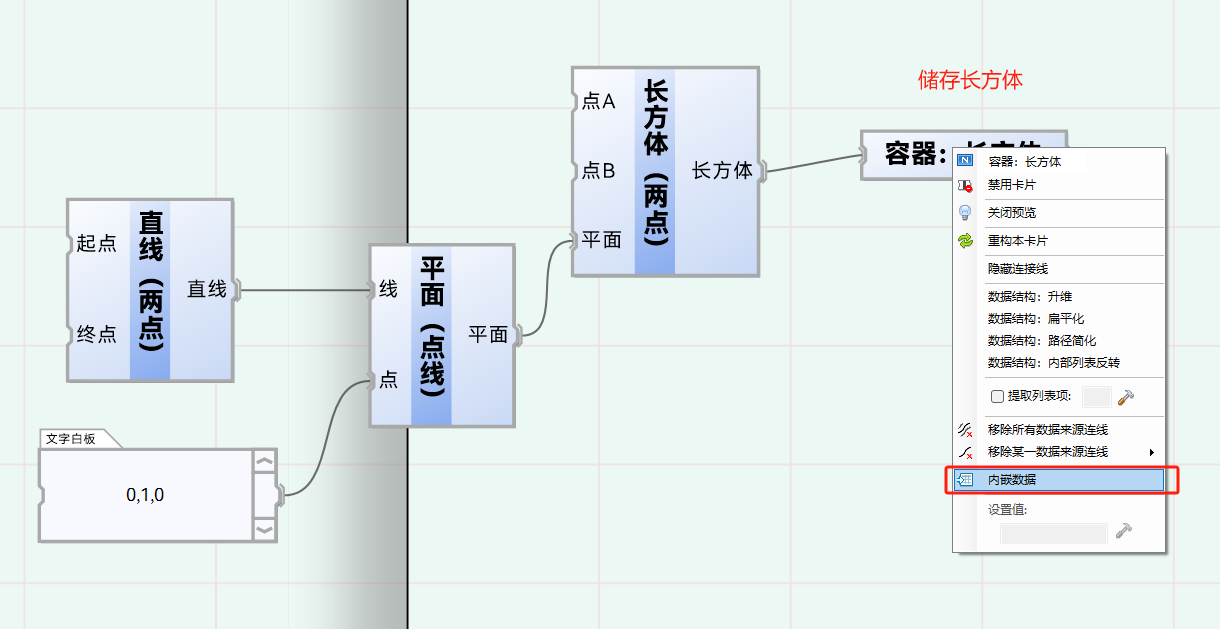 储存长方体
点A
点B
平面
长方体（两点）
长方体
容器：长方体
起点
终点
直线（两点）
直线
线
点
平面（点线）
平面
文字白板
0,1,0
容器：长方体
禁用卡片
关闭预览
重构本卡片
隐藏连接线
数据结构：升维
数据结构：扁平化
数据结构：路径简化
数据结构：内部列表反转
提取列表项:
移除所有数据来源连线
移除某一数据来源连线
内嵌数据
设置值: